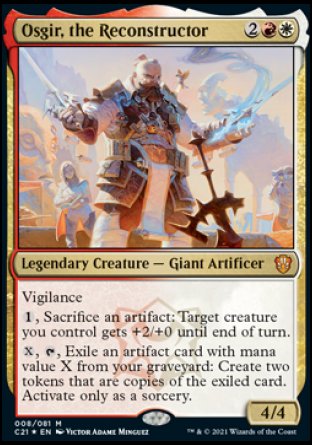 Osgir, the Reconstructor 2
Legendary Creature — Giant Artificer
Vigilance
1, Sacrifice an artifact: Target creature
you control gets +2/+0 until end of turn.
X, , Exile an artifact card with mana
value X from your graveyard: Create two
tokens that are copies of the exiled card.
Activate only as a sorcery.
4/4
008/081 M
C21 ★ EN VICTOR ADAME MINGUEZ
™ & © 2021 Wizards of the Coast